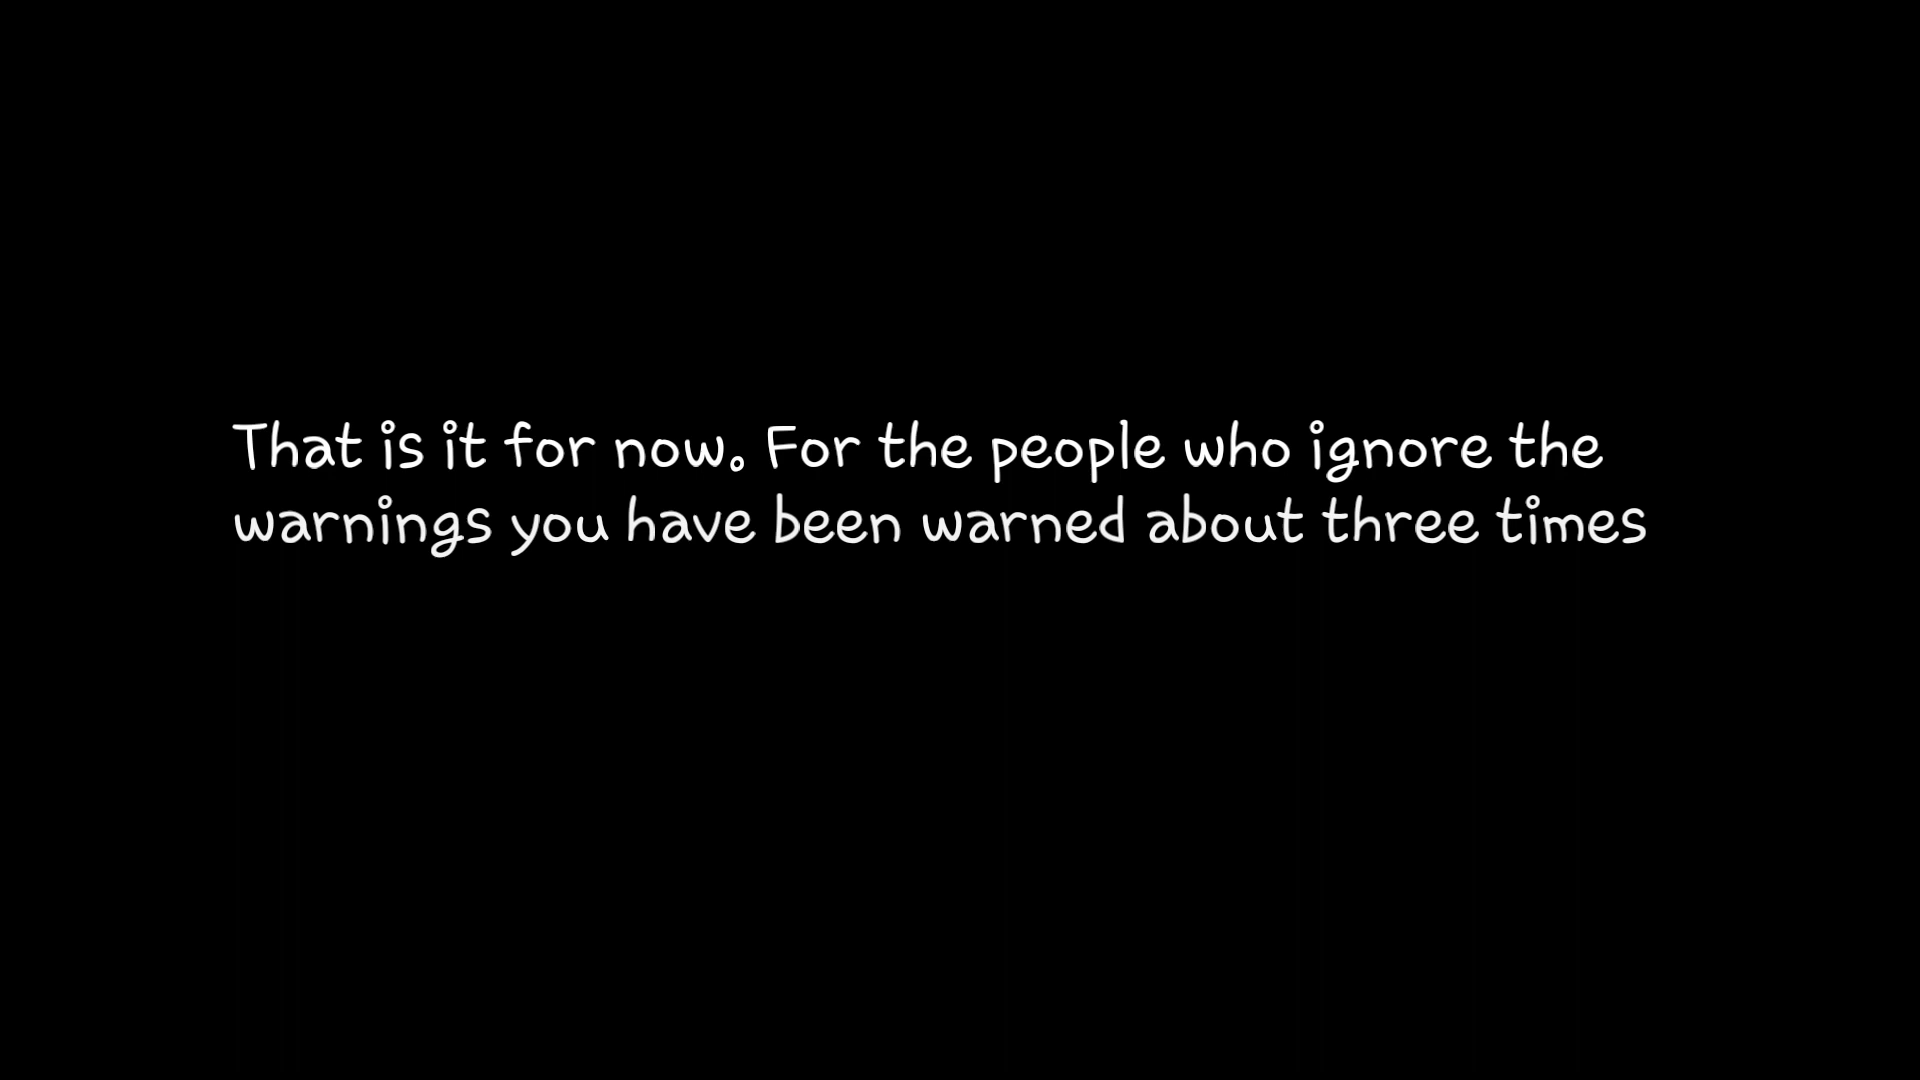 That is it for now. For the people who ignore the
warnings you have been warned about three times